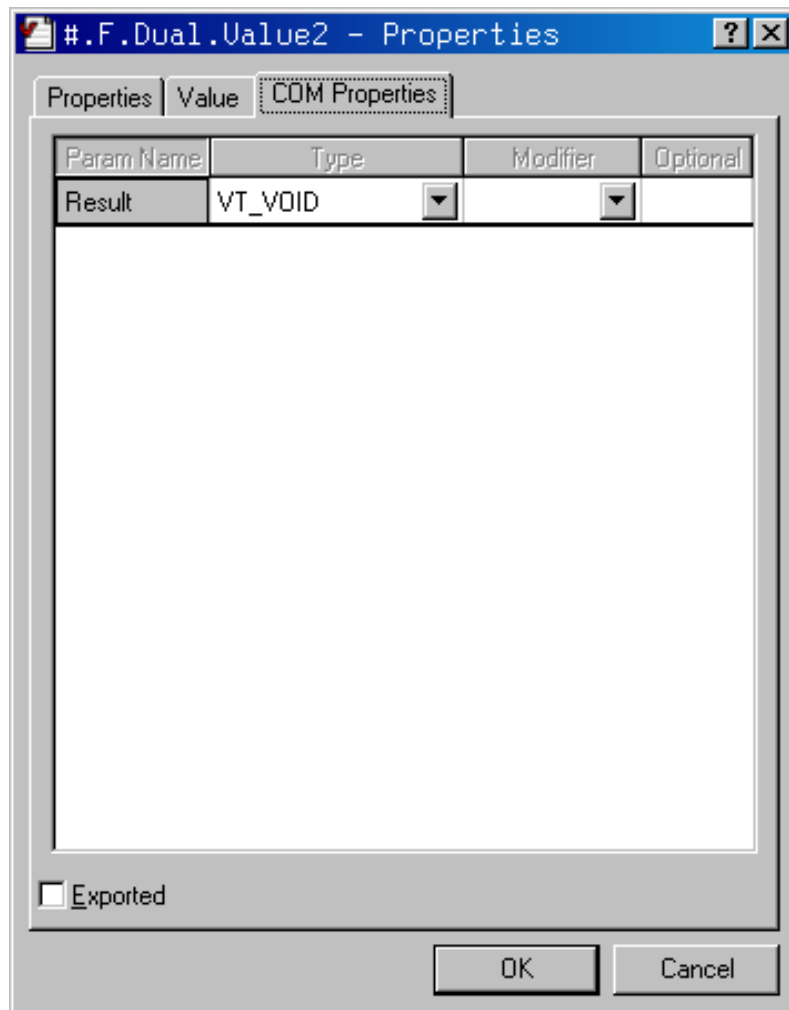 #.F.Dual.Value2 - Properties ? X
Properties Value COM Properties
Param Name Type Modifier Optional
Result VT_VOID
Exported
OK Cancel